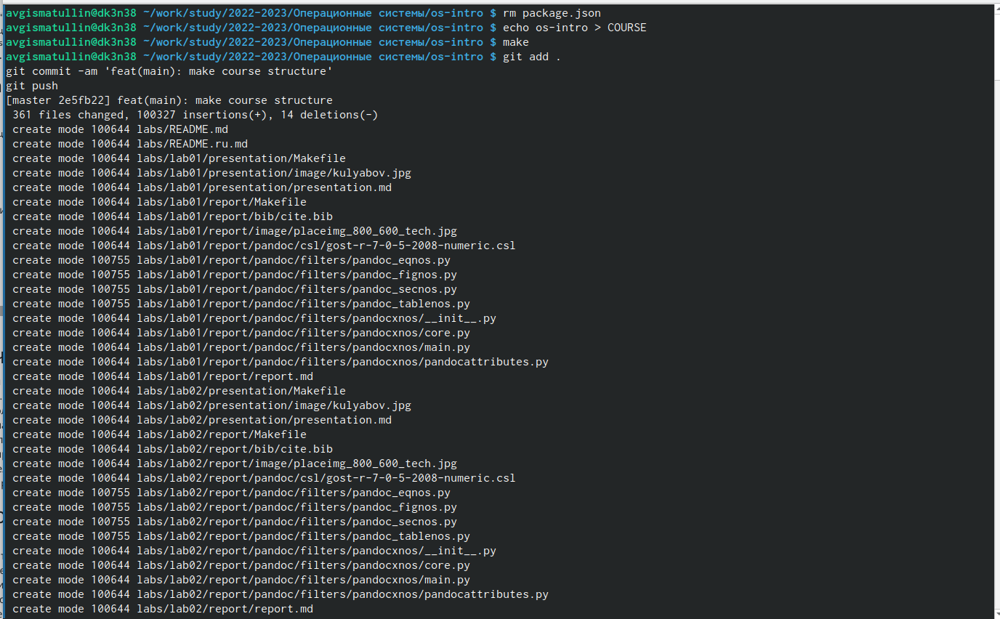 avgismatullin@dk3n38 ~/work/study/2022-2023/Операционные системы/os-intro $ rm package.json
avgismatullin@dk3n38 ~/work/study/2022-2023/Операционные системы/os-intro $ echo os-intro > COURSE
avgismatullin@dk3n38 ~/work/study/2022-2023/Операционные системы/os-intro $ make
avgismatullin@dk3n38 ~/work/study/2022-2023/Операционные системы/os-intro $ git add .
git commit -am 'feat(main): make course structure'
git push
[master 2e5fb22] feat(main): make course structure
 361 files changed, 100327 insertions(+), 14 deletions(-)
 create mode 100644 labs/README.md
 create mode 100644 labs/README.ru.md
 create mode 100644 labs/lab01/presentation/Makefile
 create mode 100644 labs/lab01/presentation/image/kulyabov.jpg
 create mode 100644 labs/lab01/presentation/presentation.md
 create mode 100644 labs/lab01/report/Makefile
 create mode 100644 labs/lab01/report/bib/cite.bib
 create mode 100644 labs/lab01/report/image/placeimg_800_600_tech.jpg
 create mode 100644 labs/lab01/report/pandoc/csl/gost-r-7-0-5-2008-numeric.csl
 create mode 100755 labs/lab01/report/pandoc/filters/pandoc_eqnos.py
 create mode 100755 labs/lab01/report/pandoc/filters/pandoc_fignos.py
 create mode 100755 labs/lab01/report/pandoc/filters/pandoc_secnos.py
 create mode 100755 labs/lab01/report/pandoc/filters/pandoc_tablenos.py
 create mode 100644 labs/lab01/report/pandoc/filters/pandocxnos/__init__.py
 create mode 100644 labs/lab01/report/pandoc/filters/pandocxnos/core.py
 create mode 100644 labs/lab01/report/pandoc/filters/pandocxnos/main.py
 create mode 100644 labs/lab01/report/pandoc/filters/pandocxnos/pandocattributes.py
 create mode 100644 labs/lab01/report/report.md
 create mode 100644 labs/lab02/presentation/Makefile
 create mode 100644 labs/lab02/presentation/image/kulyabov.jpg
 create mode 100644 labs/lab02/presentation/presentation.md
 create mode 100644 labs/lab02/report/Makefile
 create mode 100644 labs/lab02/report/bib/cite.bib
 create mode 100644 labs/lab02/report/image/placeimg_800_600_tech.jpg
 create mode 100644 labs/lab02/report/pandoc/csl/gost-r-7-0-5-2008-numeric.csl
 create mode 100755 labs/lab02/report/pandoc/filters/pandoc_eqnos.py
 create mode 100755 labs/lab02/report/pandoc/filters/pandoc_fignos.py
 create mode 100755 labs/lab02/report/pandoc/filters/pandoc_secnos.py
 create mode 100755 labs/lab02/report/pandoc/filters/pandoc_tablenos.py
 create mode 100644 labs/lab02/report/pandoc/filters/pandocxnos/__init__.py
 create mode 100644 labs/lab02/report/pandoc/filters/pandocxnos/core.py
 create mode 100644 labs/lab02/report/pandoc/filters/pandocxnos/main.py
 create mode 100644 labs/lab02/report/pandoc/filters/pandocxnos/pandocattributes.py
 create mode 100644 labs/lab02/report/report.md